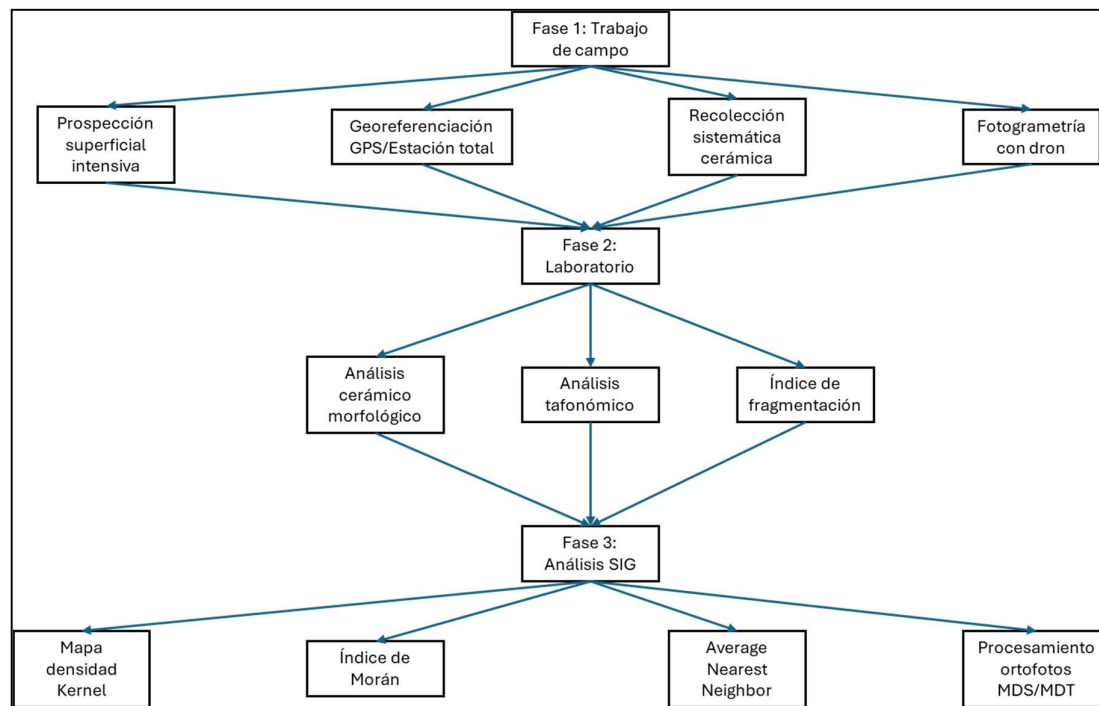 Fase 1: Trabajo
de campo
Prospección
superficial
intensiva
Georeferenciación
GPS/Estación total
Recolección
sistemática
cerámica
Fotogrametría
con dron
Fase 2:
Laboratorio
Análisis
cerámico
morfológico
Análisis
tafonómico
Índice de
fragmentación
Fase 3:
Análisis SIG
Mapa
densidad
Kernel
Índice de
Morán
Average
Nearest
Neighbor
Procesamiento
ortofotos
MDS/MDT